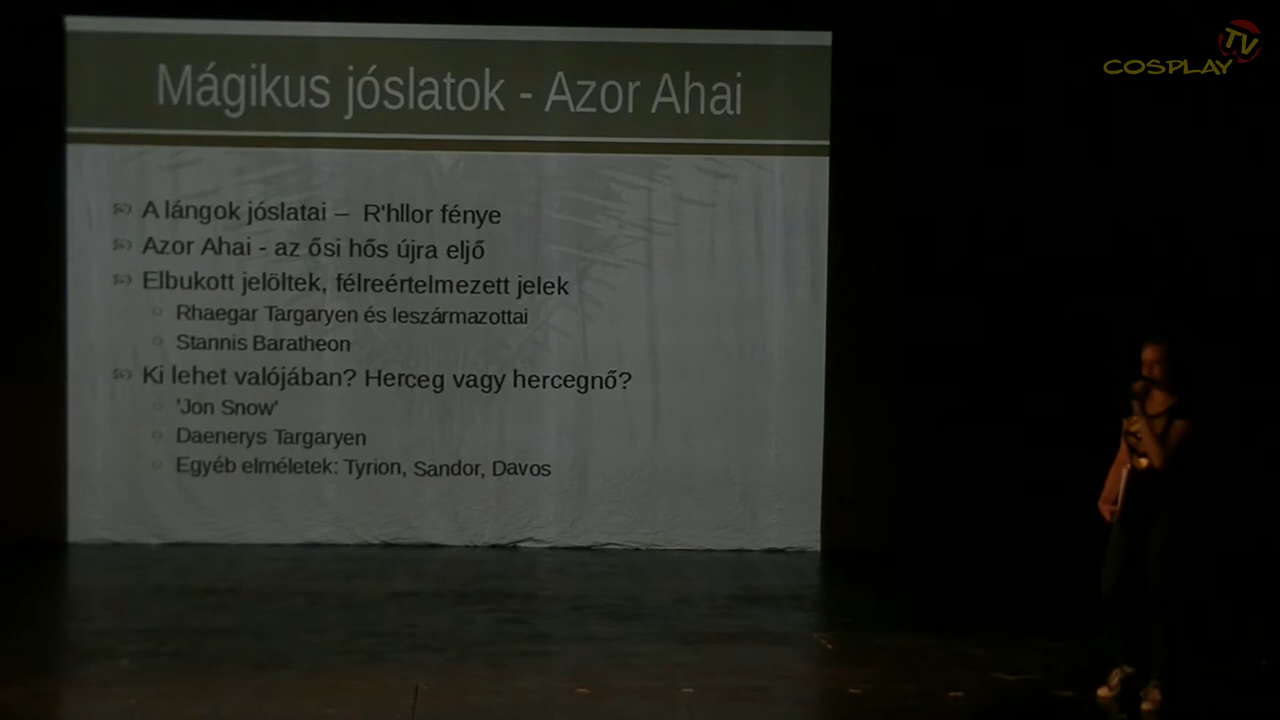 TV
COSPLAY
Mágikus jóslatok - Azor Ahai
A lángok jóslatai – R'hllor fénye
Azor Ahai - az ősi hős újra eljő
Elbukott jelöltek, félreértelmezett jelek
Rhaegar Targaryen és leszármazottai
Stannis Baratheon
Ki lehet valójában? Herceg vagy hercegnő?
'Jon Snow'
Daenerys Targaryen
Egyéb elméletek: Tyrion, Sandor, Davos